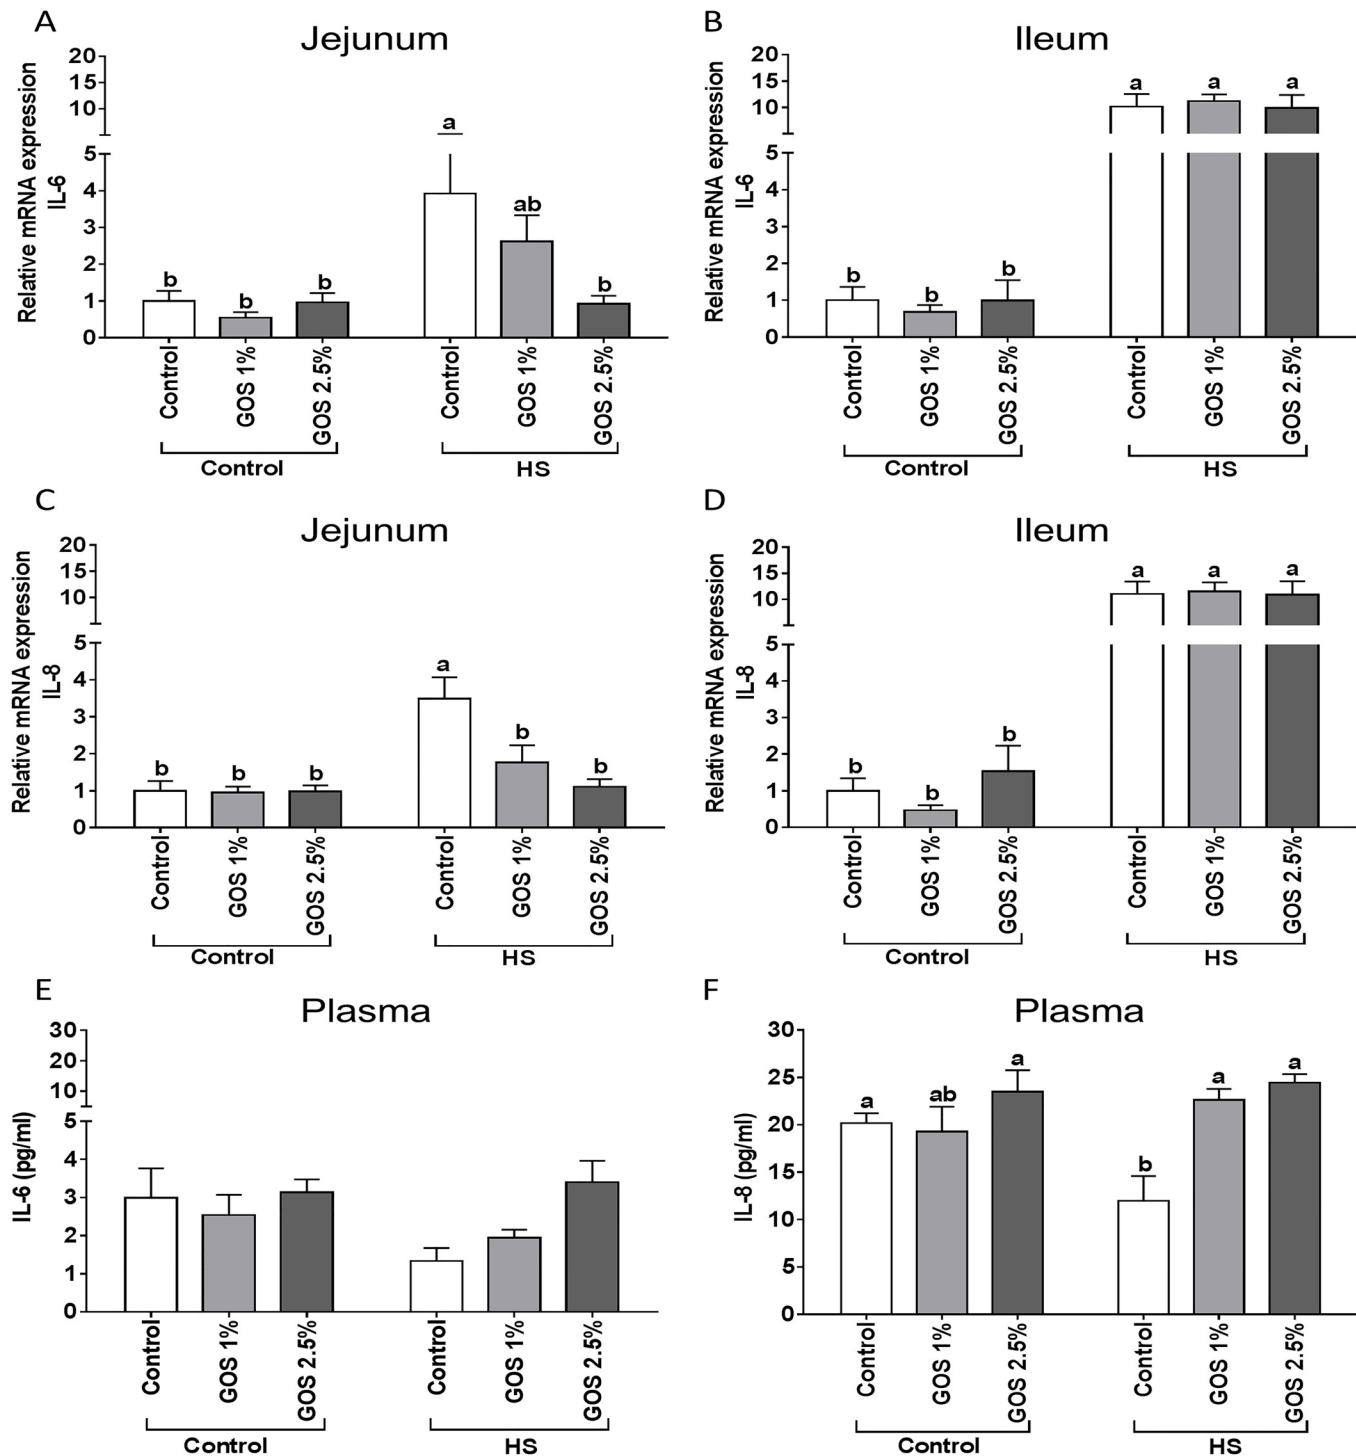 A
Jejunum
Relative mRNA expression
IL-6
20
15
10
5
4
3
2
1
0
b
b
b
a
ab
b
Control
GOS 1%
GOS 2.5%
Control
GOS 1%
GOS 2.5%
Control
HS
B
Ileum
Relative mRNA expression
IL-6
20
15
10
5
4
3
2
1
0
b
b
b
a
a
a
Control
GOS 1%
GOS 2.5%
Control
GOS 1%
GOS 2.5%
Control
HS
C
Jejunum
Relative mRNA expression
IL-8
20
15
10
5
4
3
2
1
0
b
b
b
a
b
b
Control
GOS 1%
GOS 2.5%
Control
GOS 1%
GOS 2.5%
Control
HS
D
Ileum
Relative mRNA expression
IL-8
20
15
10
5
4
3
2
1
0
b
b
b
a
a
a
Control
GOS 1%
GOS 2.5%
Control
GOS 1%
GOS 2.5%
Control
HS
E
Plasma
IL-6 (pg/ml)
30
20
10
5
4
3
2
1
0
Control
GOS 1%
GOS 2.5%
Control
GOS 1%
GOS 2.5%
Control
HS
F
Plasma
IL-8 (pg/ml)
30
25
20
15
10
5
0
a
ab
a
b
a
a
Control
GOS 1%
GOS 2.5%
Control
GOS 1%
GOS 2.5%
Control
HS